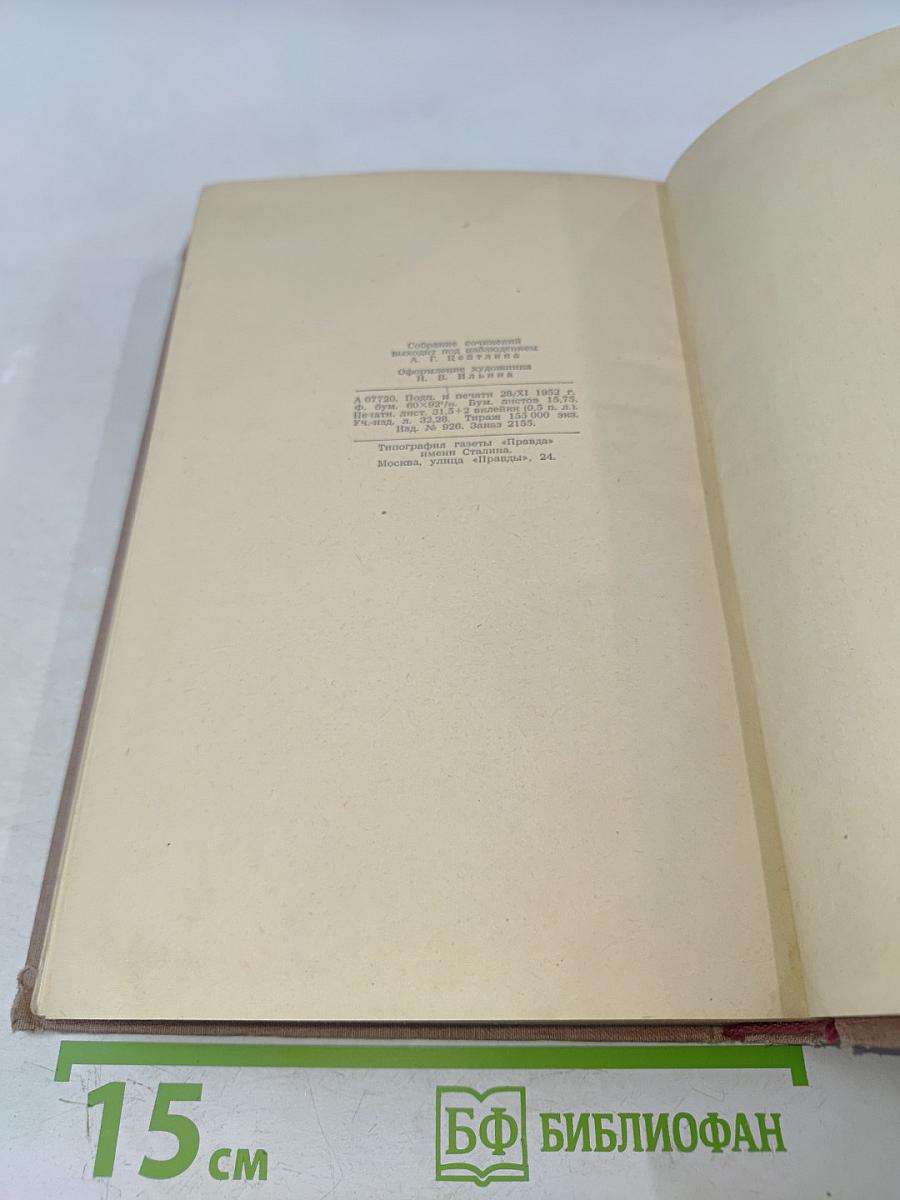 Собрание сочинений
выходит под наблюдением
А. Г. Цейтлина
Оформление художника
Н. В. Ильина
А 07720. Подп. к печати 28/XI 1952 г.
Ф. бум. 60×92¹/₁₆. Бум. листов 15,75.
Печатн. лист. 31,5+2 вклейки (0,5 п. л.).
Уч.-изд. л. 32,28. Тираж 155 000 экз.
Изд. № 926. Заказ 2155.
Типография газеты «Правда»
имени Сталина.
Москва, улица «Правды», 24.
15 см
БФ БИБЛИОФАН